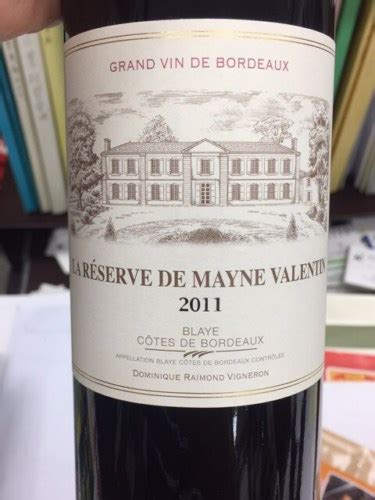 GRAND VIN DE BORDEAUX
LA RÉSERVE DE MAYNE VALENTIN
2011
BLAYE
CÔTES DE BORDEAUX
APPELLATION BLAYE CÔTES DE BORDEAUX CONTRÔLÉE
DOMINIQUE RAIMOND VIGNERON